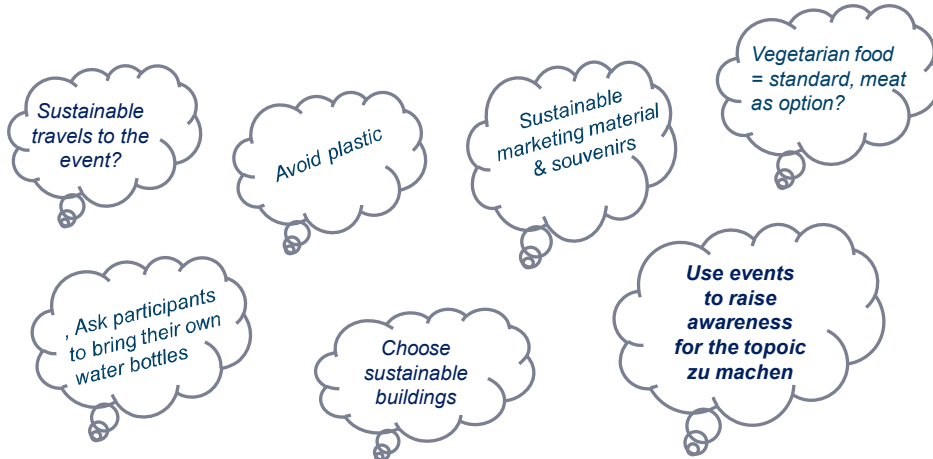 Sustainable
travels to the
event?
Avoid plastic
Sustainable
marketing material
& souvenirs
Vegetarian food
= standard, meat
as option?
, Ask participants
to bring their own
water bottles
Choose
sustainable
buildings
Use events
to raise
awareness
for the topoic
zu machen